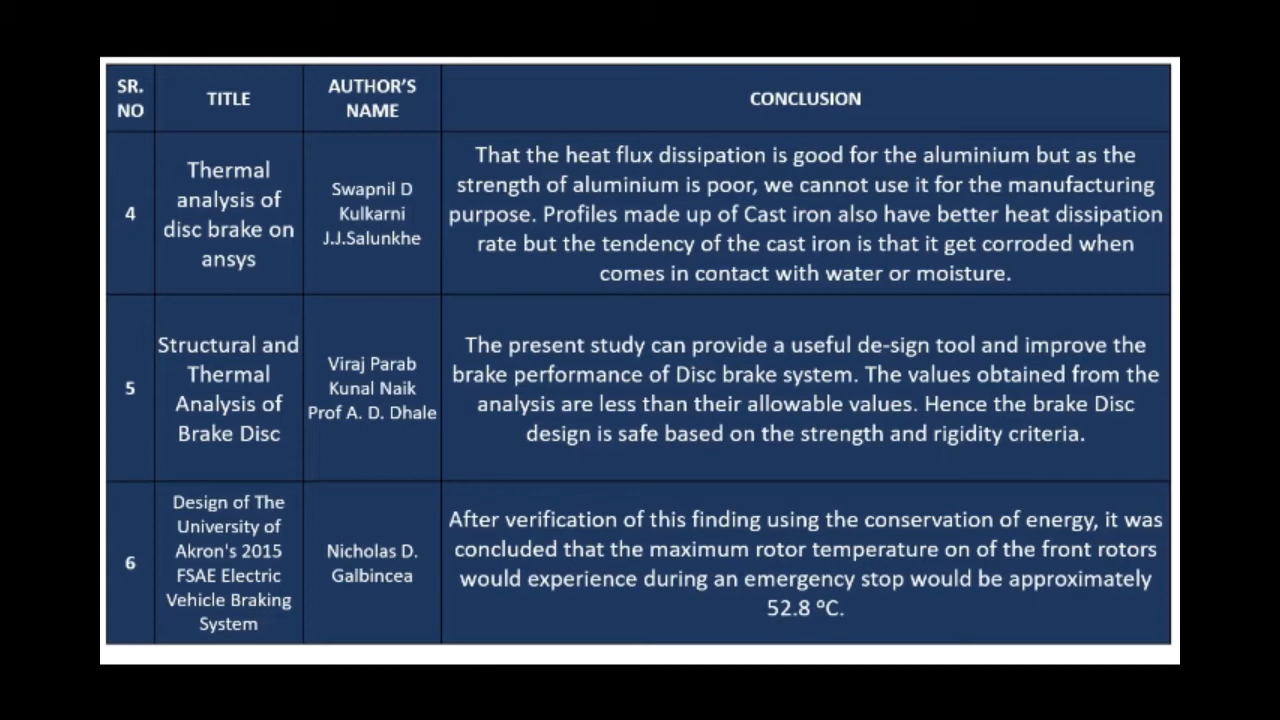 SR.
NO
TITLE
AUTHOR'S
NAME
CONCLUSION
4
Thermal
analysis of
disc brake on
ansys
Swapnil D
Kulkarni
J.J.Salunkhe
That the heat flux dissipation is good for the aluminium but as the
strength of aluminium is poor, we cannot use it for the manufacturing
purpose. Profiles made up of Cast iron also have better heat dissipation
rate but the tendency of the cast iron is that it get corroded when
comes in contact with water or moisture.
5
Structural and
Thermal
Analysis of
Brake Disc
Viraj Parab
Kunal Naik
Prof A. D. Dhale
The present study can provide a useful de-sign tool and improve the
brake performance of Disc brake system. The values obtained from the
analysis are less than their allowable values. Hence the brake Disc
design is safe based on the strength and rigidity criteria.
6
Design of The
University of
Akron's 2015
FSAE Electric
Vehicle Braking
System
Nicholas D.
Galbincea
After verification of this finding using the conservation of energy, it was
concluded that the maximum rotor temperature on of the front rotors
would experience during an emergency stop would be approximately
52.8 ºC.